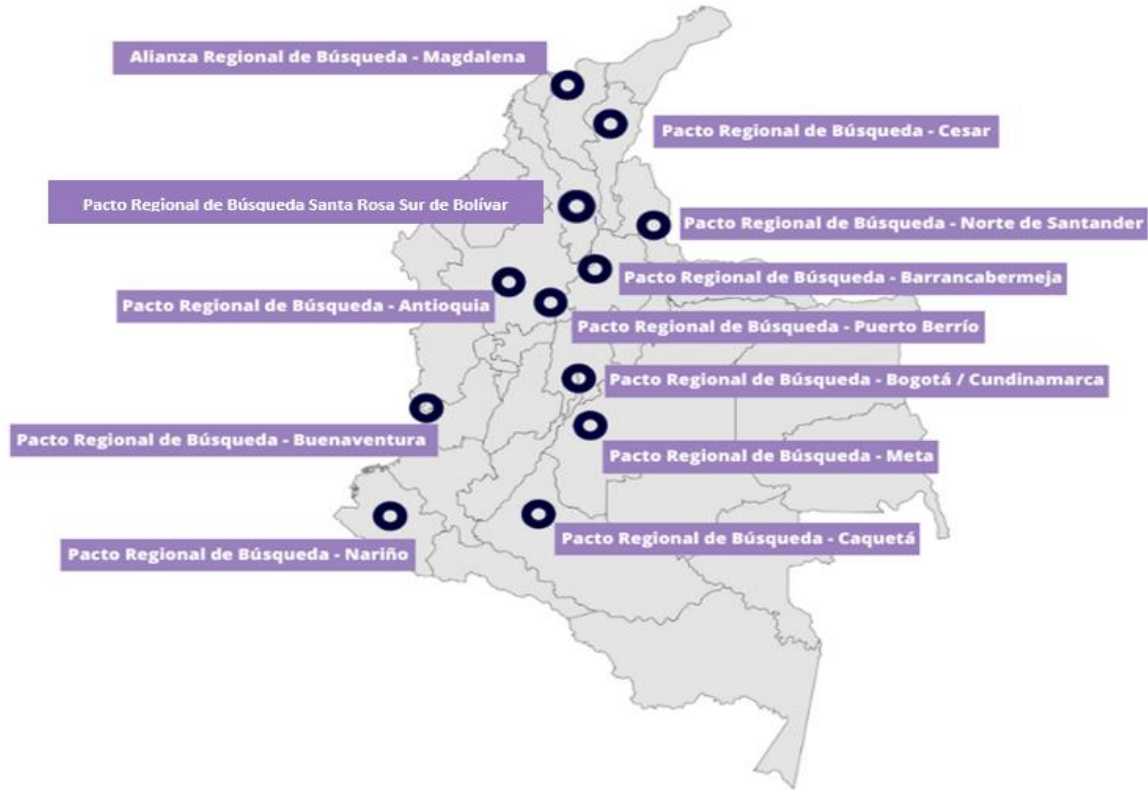 Alianza Regional de Búsqueda - Magdalena
Pacto Regional de Búsqueda - Cesar
Pacto Regional de Búsqueda Santa Rosa Sur de Bolívar
Pacto Regional de Búsqueda - Norte de Santander
Pacto Regional de Búsqueda - Barrancabermeja
Pacto Regional de Búsqueda - Antioquia
Pacto Regional de Búsqueda - Puerto Berrío
Pacto Regional de Búsqueda - Bogotá / Cundinamarca
Pacto Regional de Búsqueda - Buenaventura
Pacto Regional de Búsqueda - Meta
Pacto Regional de Búsqueda - Caquetá
Pacto Regional de Búsqueda - Nariño